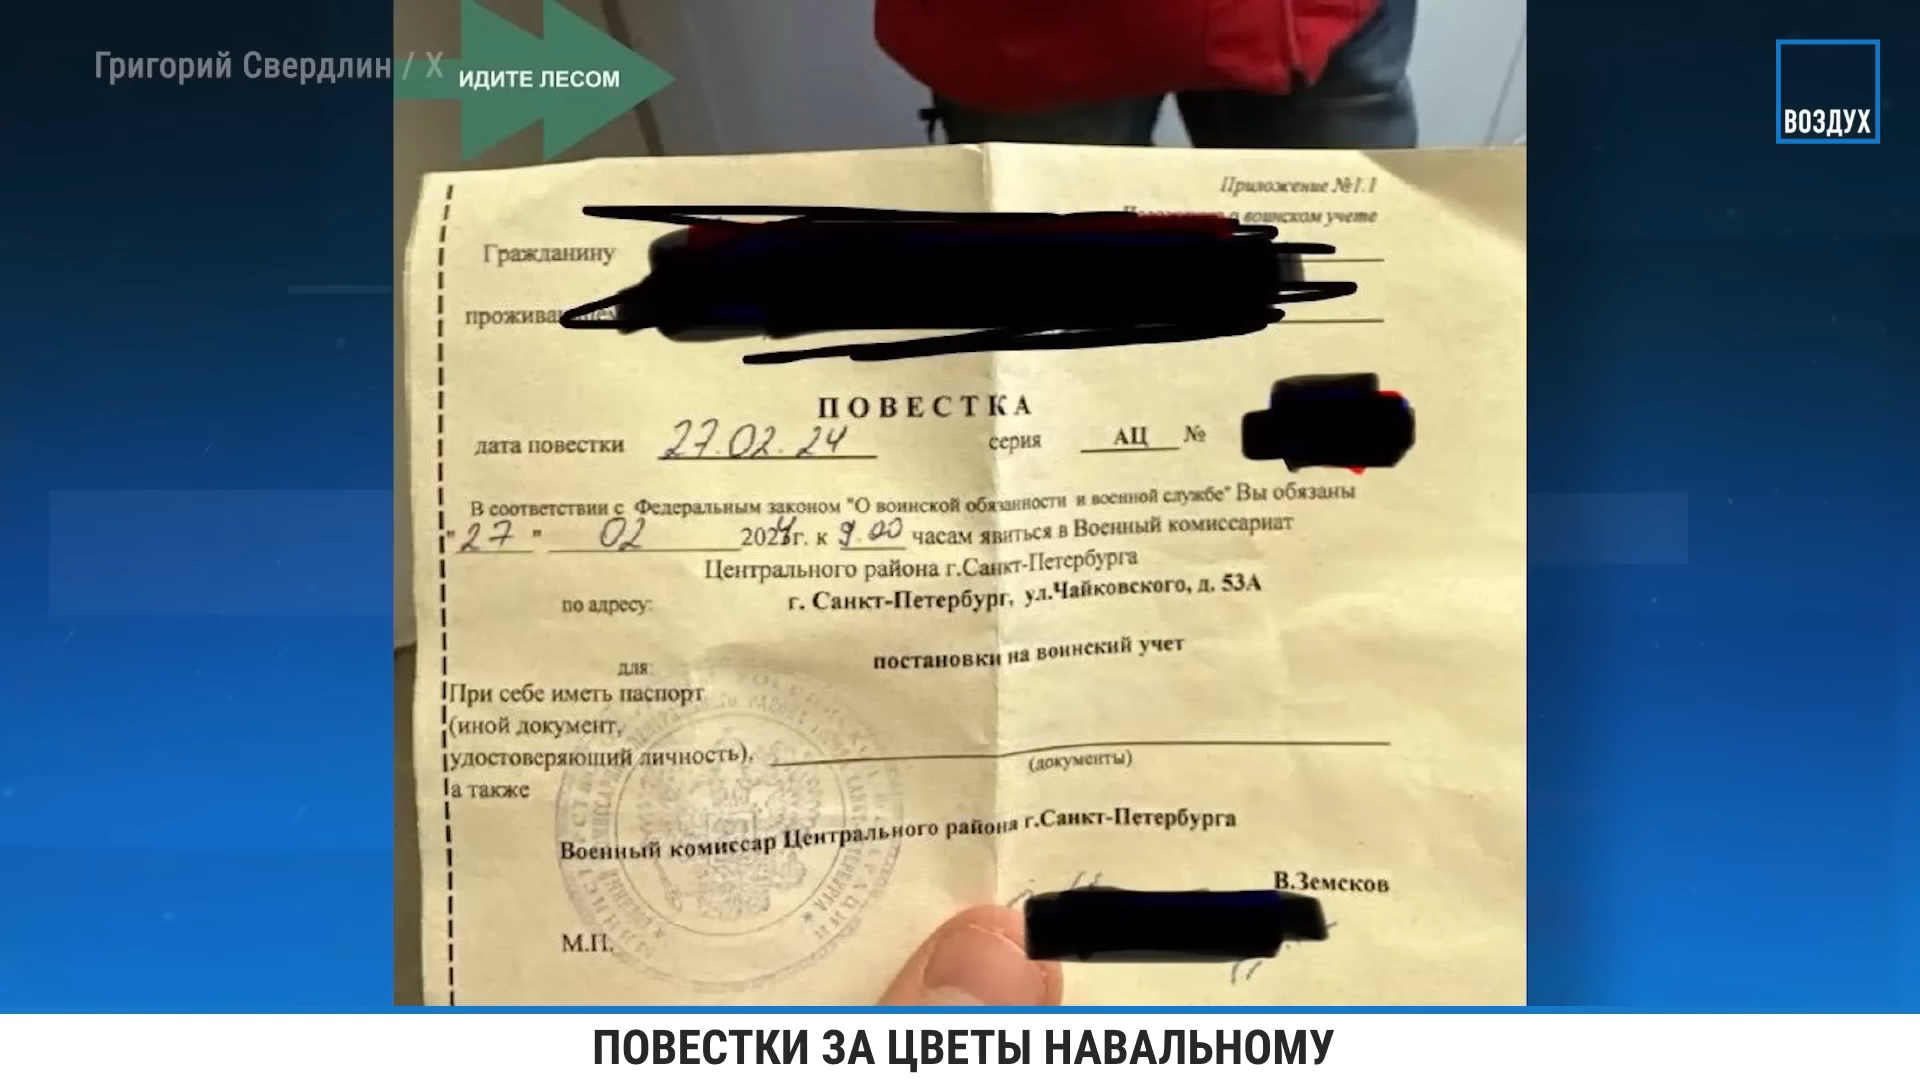 Григорий Свердлин / X
ИДИТЕ ЛЕСОМ
ВОЗДУХ
Приложение №1.1
о воинском учете
Гражданину
ПОВЕСТКА
дата повестки 27.02.24 серия АЦ №
В соответствии с Федеральным законом "О воинской обязанности и военной службе" Вы обязаны
"27" 02 2024г. к 9.00 часам явиться в Военный комиссариат
Центрального района г.Санкт-Петербурга
по адресу: г. Санкт-Петербург, ул.Чайковского, д. 53А
для: постановки на воинский учет
При себе иметь паспорт
(иной документ,
удостоверяющий личность),
(документы)
а также
Военный комиссар Центрального района г.Санкт-Петербурга
В.Земсков
М.П.
ПОВЕСТКИ ЗА ЦВЕТЫ НАВАЛЬНОМУ